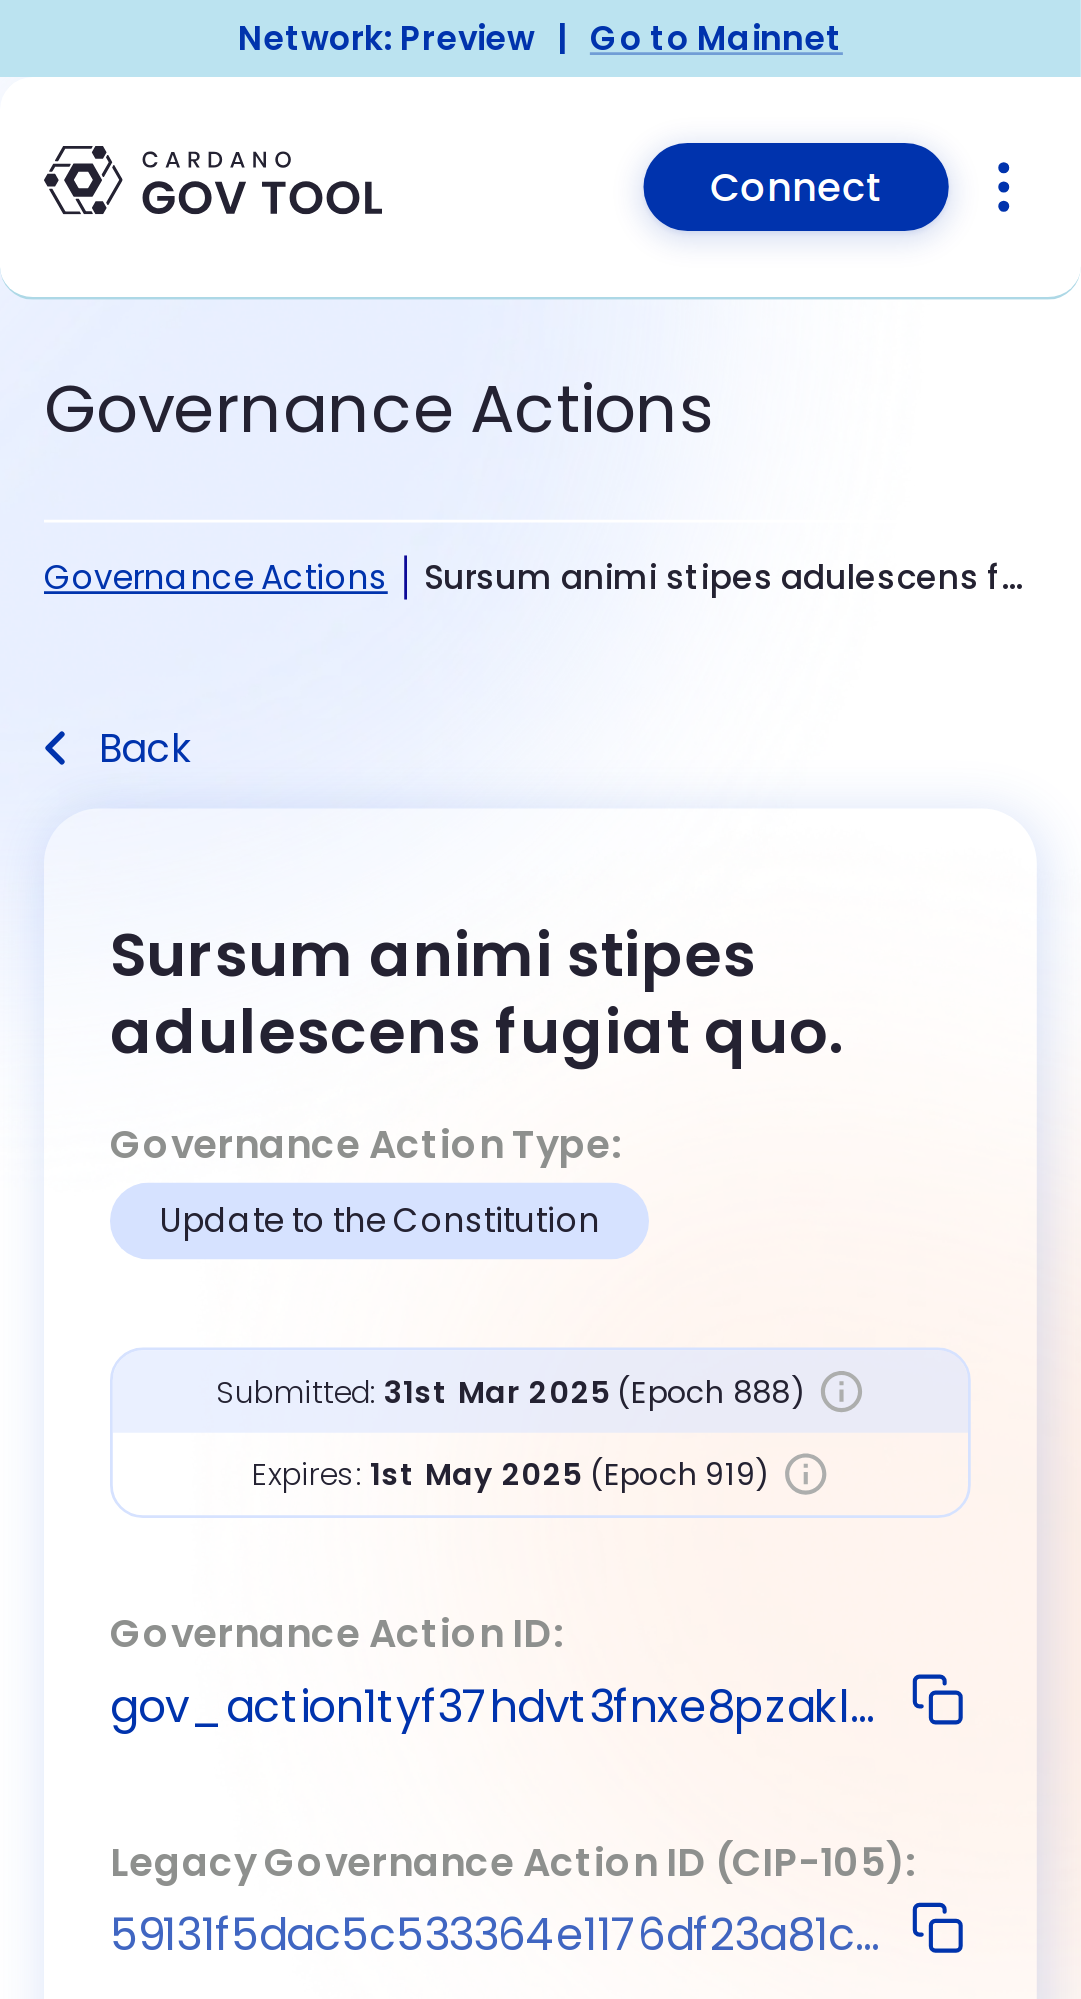 Network: Preview | Go to Mainnet
CARDANO
GOV TOOL
Connect
Governance Actions
Governance Actions | Sursum animi stipes adulescens f...
Back
Sursum animi stipes
adulescens fugiat quo.
Governance Action Type:
Update to the Constitution
Submitted: 31st Mar 2025 (Epoch 888)
Expires: 1st May 2025 (Epoch 919)
Governance Action ID:
gov_action1tyf37hdvt3fnxe8pzakl...
Legacy Governance Action ID (CIP-105):
59131f5dac5c533364e1176df23a81c...